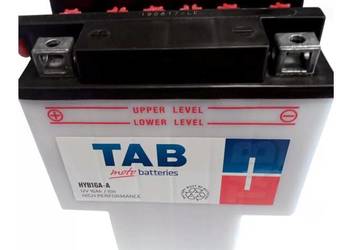 UPPER LEVEL
LOWER LEVEL
TAB
moto batteries
HYB16A-A
12V 16Ah
HIGH PERFORMANCE